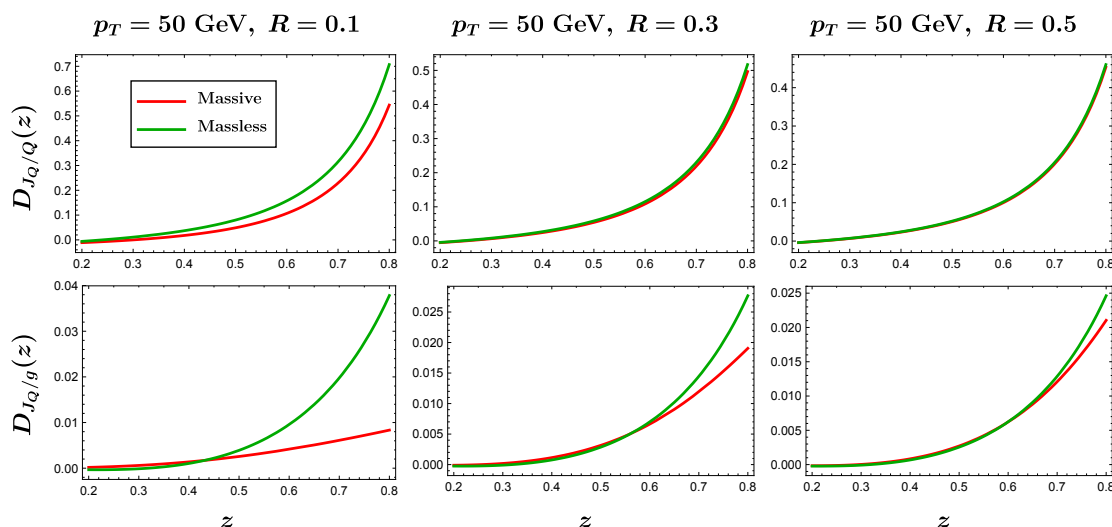 p_T = 50 GeV, R = 0.1
p_T = 50 GeV, R = 0.3
p_T = 50 GeV, R = 0.5
D_{J_Q/Q}(z)
0.7
0.6
0.5
0.4
0.3
0.2
0.1
0.0
Massive
Massless
0.2 0.3 0.4 0.5 0.6 0.7 0.8
0.5
0.4
0.3
0.2
0.1
0.0
0.2 0.3 0.4 0.5 0.6 0.7 0.8
0.4
0.3
0.2
0.1
0.0
0.2 0.3 0.4 0.5 0.6 0.7 0.8
D_{J_Q/g}(z)
0.04
0.03
0.02
0.01
0.00
0.2 0.3 0.4 0.5 0.6 0.7 0.8
z
0.025
0.020
0.015
0.010
0.005
0.000
0.2 0.3 0.4 0.5 0.6 0.7 0.8
z
0.025
0.020
0.015
0.010
0.005
0.000
0.2 0.3 0.4 0.5 0.6 0.7 0.8
z